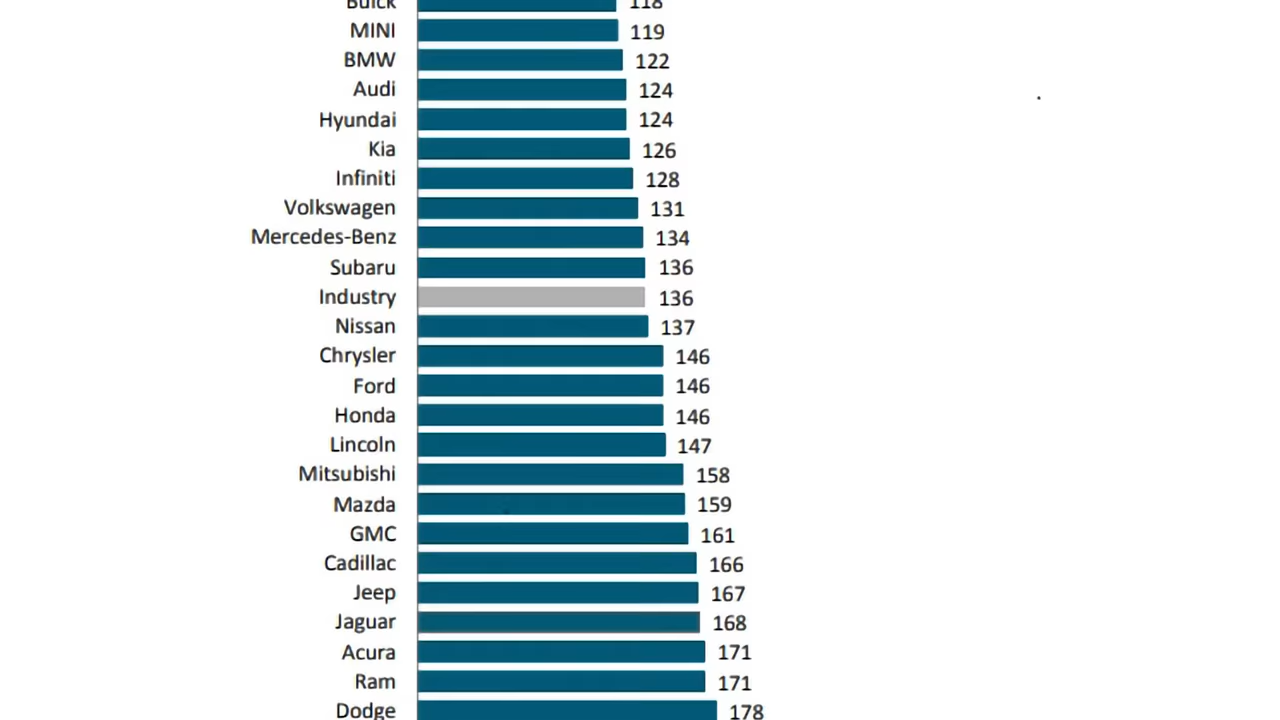 Buick 118
MINI 119
BMW 122
Audi 124
Hyundai 124
Kia 126
Infiniti 128
Volkswagen 131
Mercedes-Benz 134
Subaru 136
Industry 136
Nissan 137
Chrysler 146
Ford 146
Honda 146
Lincoln 147
Mitsubishi 158
Mazda 159
GMC 161
Cadillac 166
Jeep 167
Jaguar 168
Acura 171
Ram 171
Dodge 178